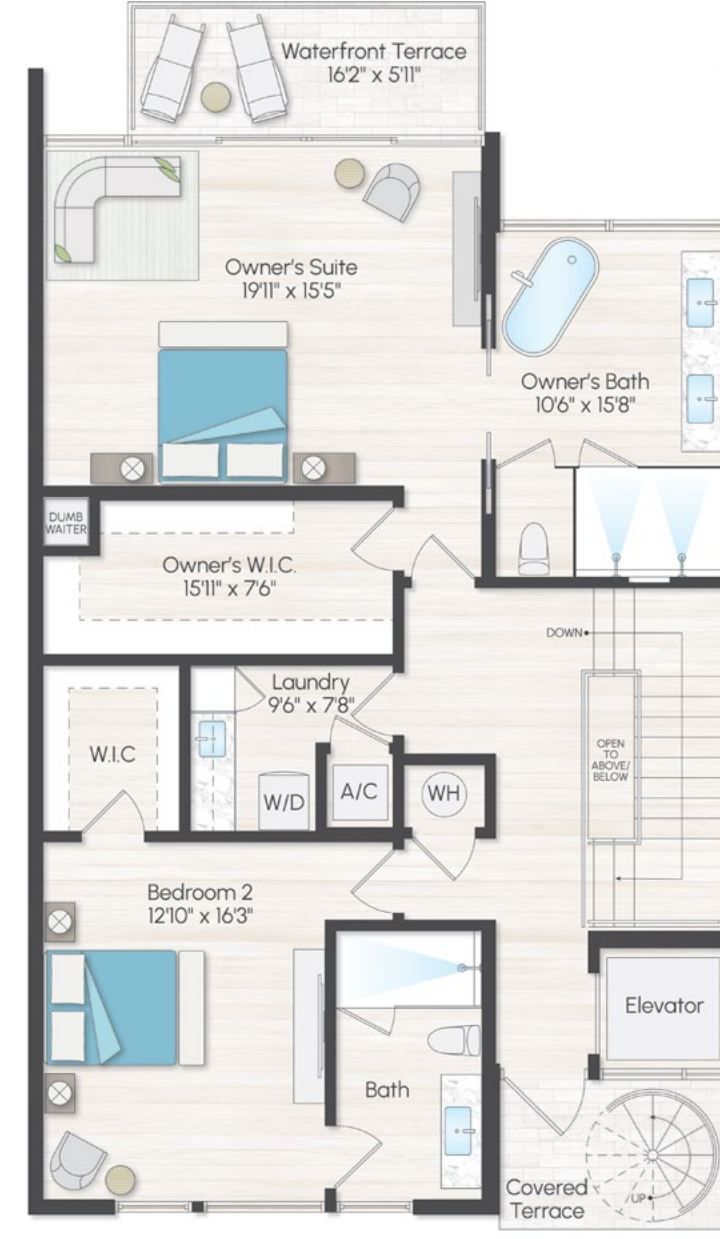 Waterfront Terrace
16'2" x 5'11"
Owner's Suite
19'11" x 15'5"
Owner's Bath
10'6" x 15'8"
DUMB
WAITER
Owner's W.I.C.
15'11" x 7'6"
DOWN
Laundry
9'6" x 7'8"
W.I.C
OPEN
TO
ABOVE/
BELOW
W/D
A/C
WH
Bedroom 2
12'10" x 16'3"
Elevator
Bath
Covered
Terrace
UP